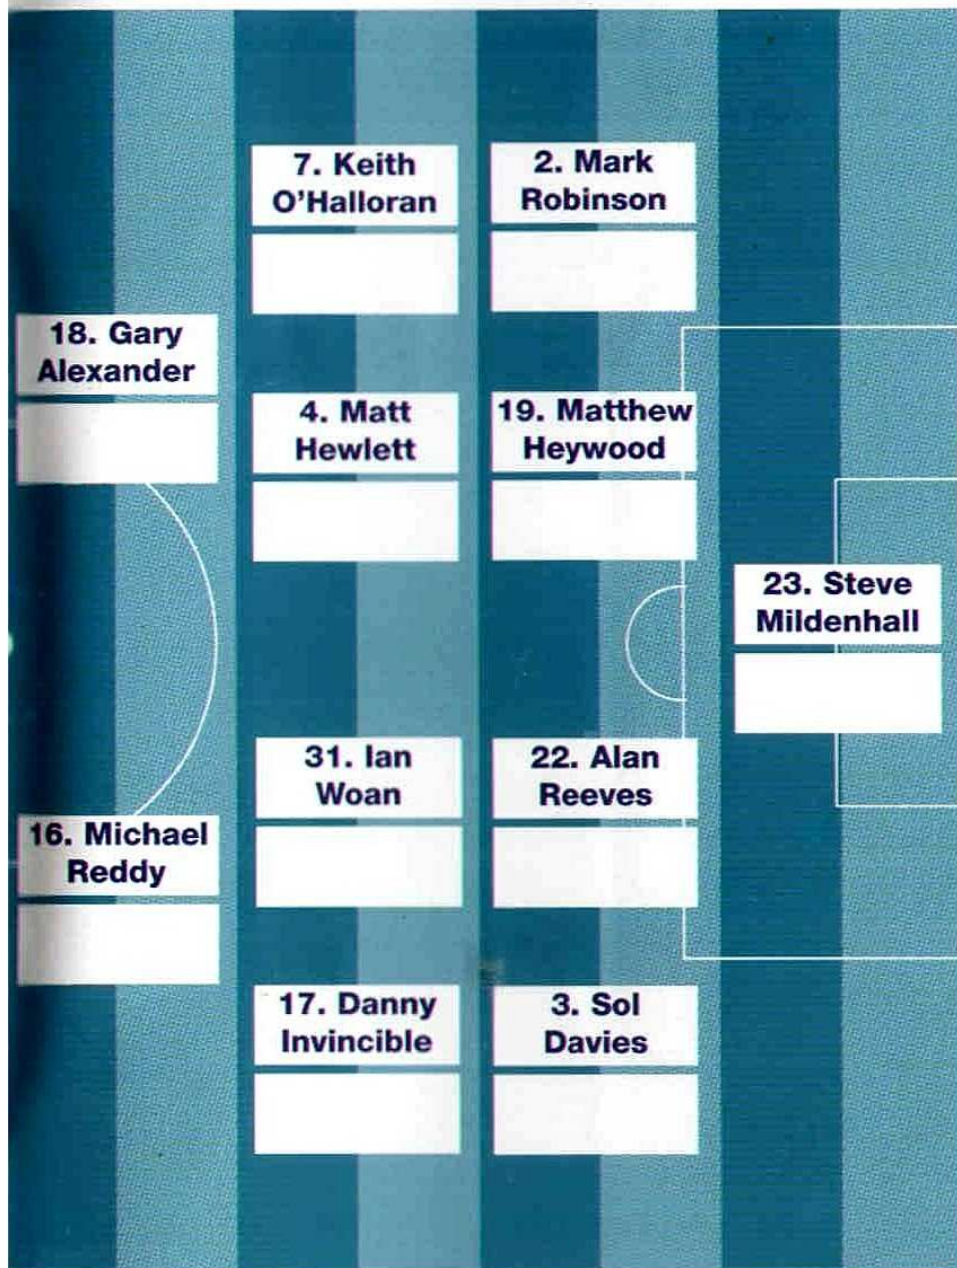 7. Keith
O'Halloran
2. Mark
Robinson
18. Gary
Alexander
4. Matt
Hewlett
19. Matthew
Heywood
23. Steve
Mildenhall
31. Ian
Woan
22. Alan
Reeves
16. Michael
Reddy
17. Danny
Invincible
3. Sol
Davies